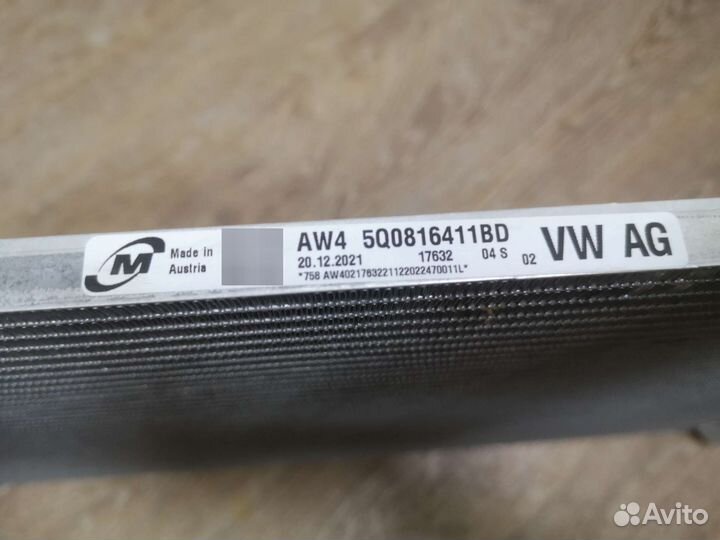 M
Made in
Austria
AW4 5Q0816411BD
20.12.2021 17632 04 S 02
*758 AW4021763221122022470011L*
VW AG
Avito